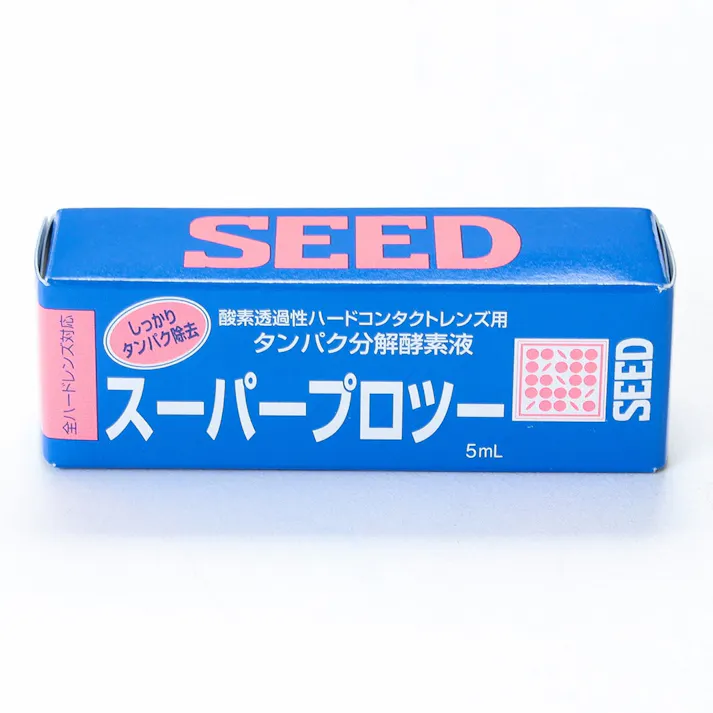 SEED
しっかり
タンパク除去
酸素透過性ハードコンタクトレンズ用
タンパク分解酵素液
全ハードレンズ対応
スーパープロツー
5mL
SEED